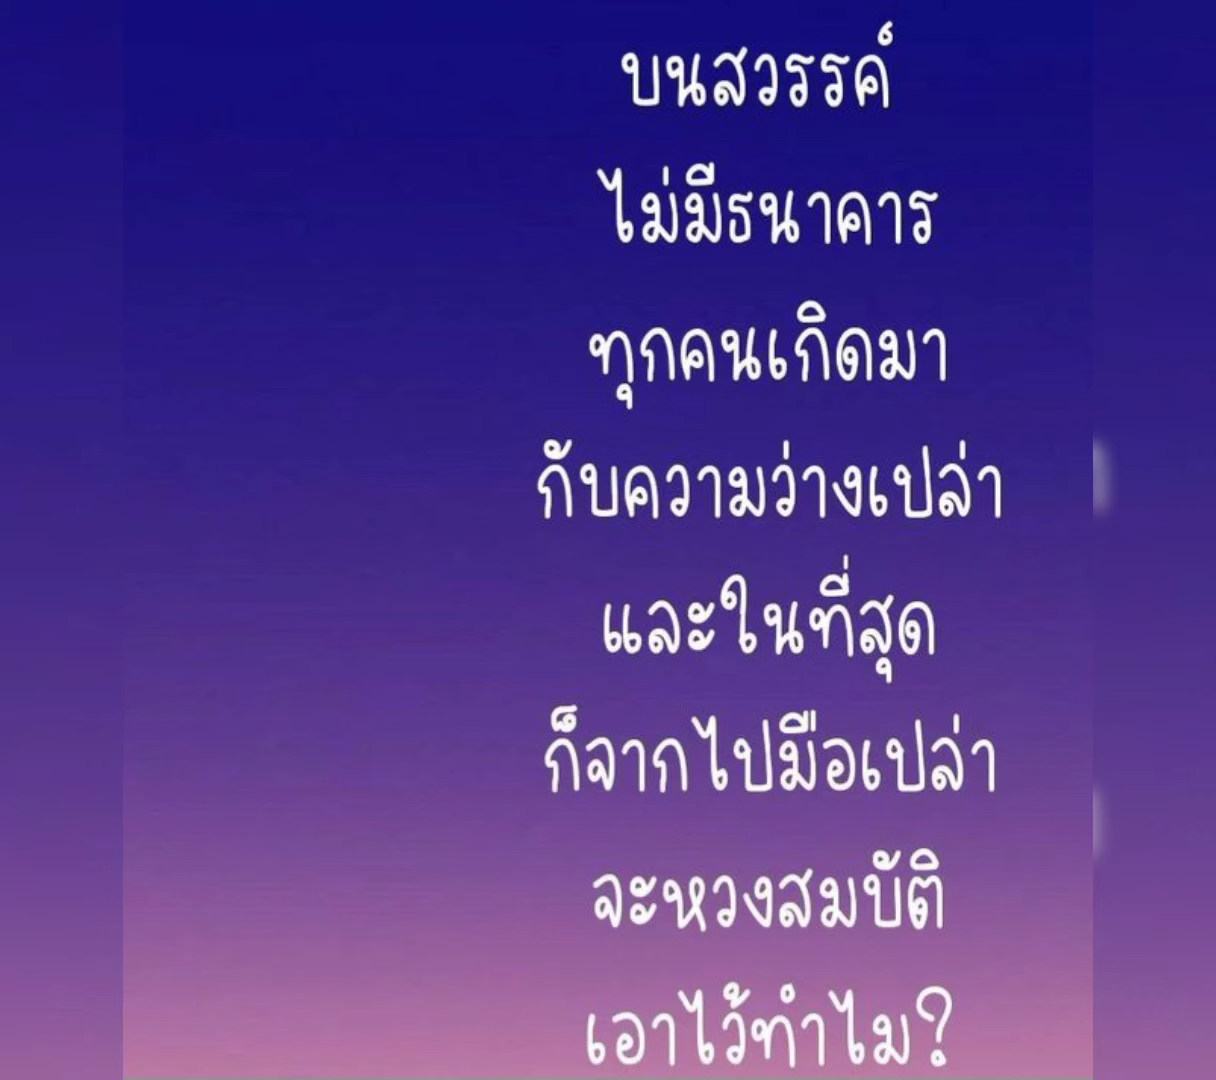 บนสวรรค์
ไม่มีธนาคาร
ทุกคนเกิดมา
กับความว่างเปล่า
และในที่สุด
ก็จากไปมือเปล่า
จะหวงสมบัติ
เอาไว้ทำไม?